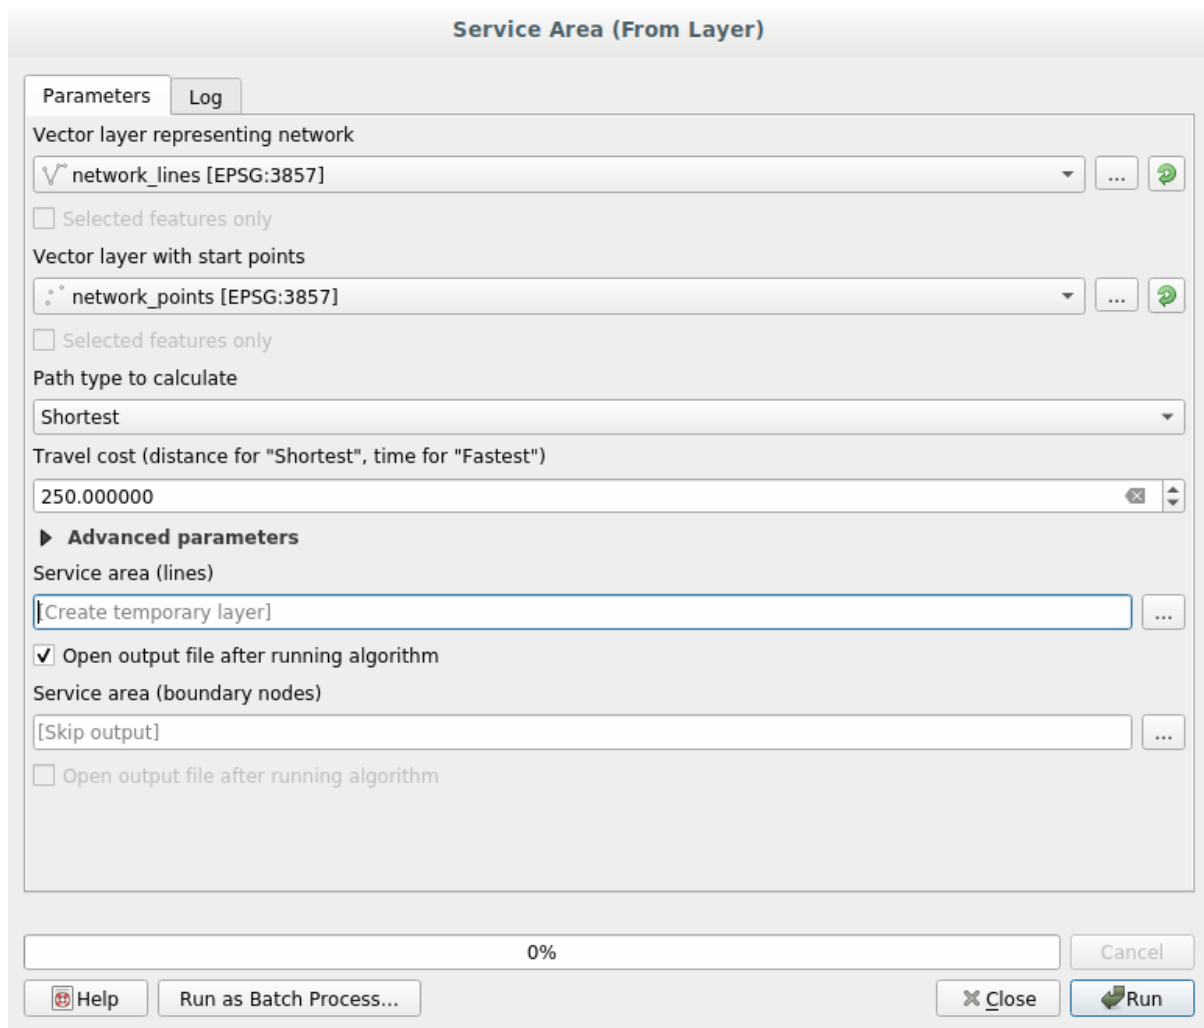 Service Area (From Layer)
Parameters
Log
Vector layer representing network
network_lines [EPSG:3857]
...
Selected features only
Vector layer with start points
network_points [EPSG:3857]
...
Selected features only
Path type to calculate
Shortest
Travel cost (distance for "Shortest", time for "Fastest")
250.000000
Advanced parameters
Service area (lines)
[Create temporary layer]
...
Open output file after running algorithm
Service area (boundary nodes)
[Skip output]
...
Open output file after running algorithm
0%
Cancel
Help
Run as Batch Process...
Close
Run